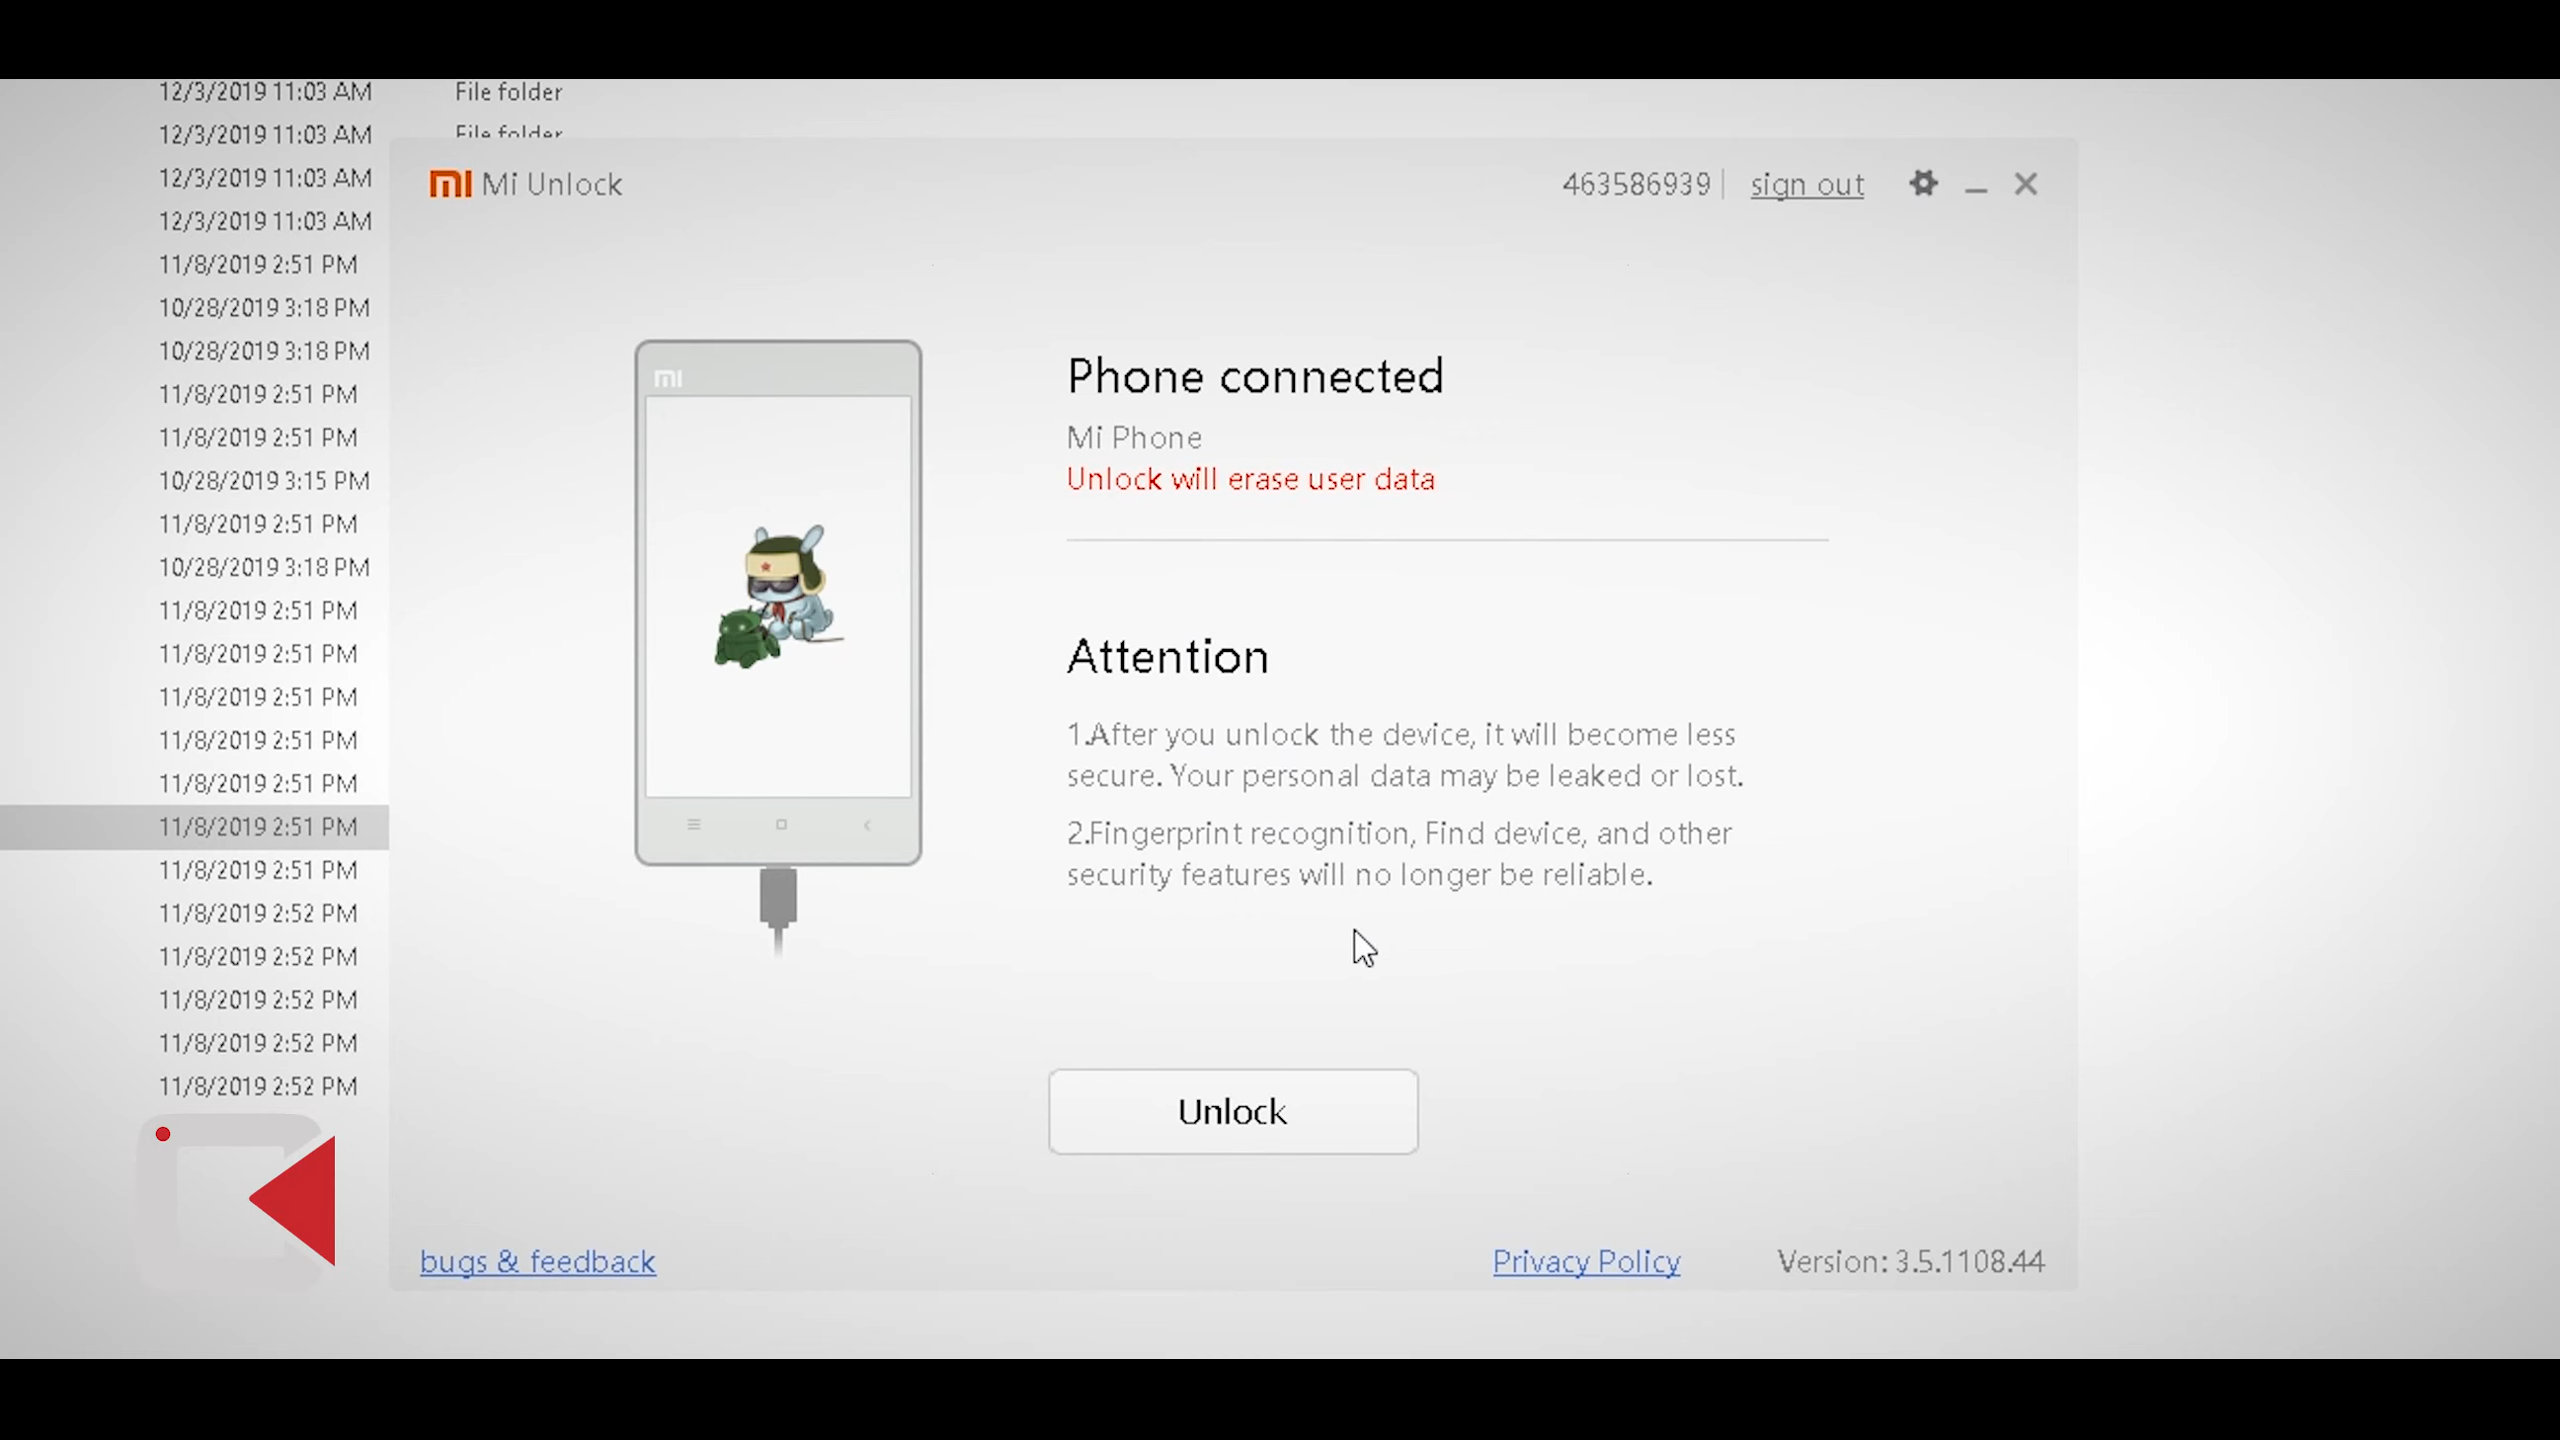 12/3/2019 11:03 AM File folder
12/3/2019 11:03 AM File folder
12/3/2019 11:03 AM
12/3/2019 11:03 AM
11/8/2019 2:51 PM
10/28/2019 3:18 PM
10/28/2019 3:18 PM
11/8/2019 2:51 PM
11/8/2019 2:51 PM
10/28/2019 3:15 PM
11/8/2019 2:51 PM
10/28/2019 3:18 PM
11/8/2019 2:51 PM
11/8/2019 2:51 PM
11/8/2019 2:51 PM
11/8/2019 2:51 PM
11/8/2019 2:51 PM
11/8/2019 2:51 PM
11/8/2019 2:51 PM
11/8/2019 2:52 PM
11/8/2019 2:52 PM
11/8/2019 2:52 PM
11/8/2019 2:52 PM
11/8/2019 2:52 PM
mi Mi Unlock
463586939 | sign out
mi
Phone connected
Mi Phone
Unlock will erase user data
Attention
1.After you unlock the device, it will become less
secure. Your personal data may be leaked or lost.
2.Fingerprint recognition, Find device, and other
security features will no longer be reliable.
Unlock
bugs & feedback
Privacy Policy
Version: 3.5.1108.44